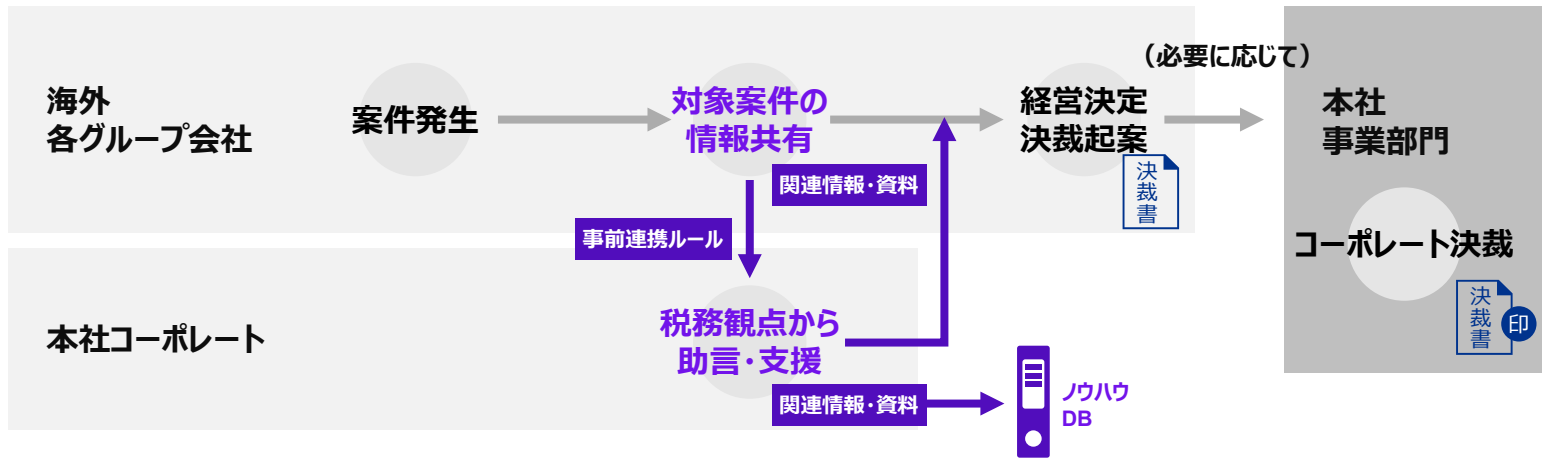 海外
各グループ会社
案件発生
対象案件の
情報共有
関連情報・資料
事前連携ルール
経営決定
決裁起案
決裁書
（必要に応じて）
本社
事業部門
コーポレート決裁
決裁書
印
本社コーポレート
税務観点から
助言・支援
関連情報・資料
ノウハウ
DB